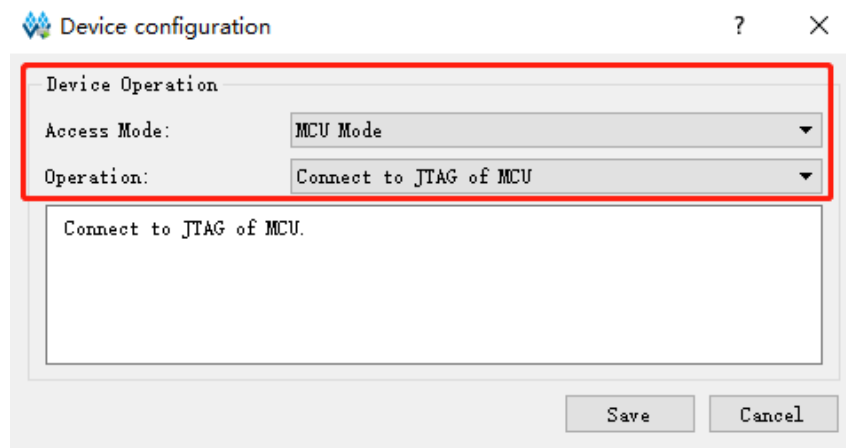 Device configuration
?
Device Operation
Access Mode:
MCU Mode
Operation:
Connect to JTAG of MCU
Connect to JTAG of MCU.
Save
Cancel